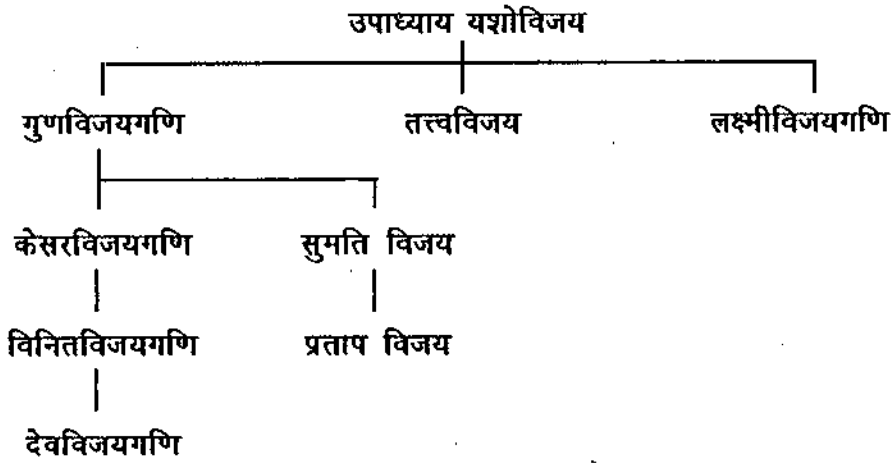 उपाध्याय यशोविजय
गुणविजयगणि तत्त्वविजय लक्ष्मीविजयगणि
केसरविजयगणि सुमति विजय
विनितविजयगणि प्रताप विजय
देवविजयगणि